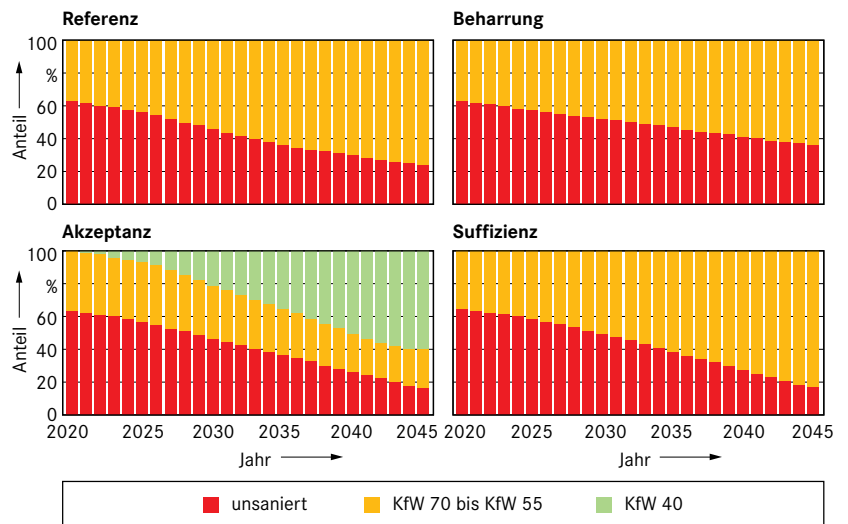 Referenz
Beharrung
100
%
60
40
20
0
Anteil
Akzeptanz
Suffizienz
100
%
60
40
20
0
Anteil
2020 2025 2030 2035 2040 2045
2020 2025 2030 2035 2040 2045
Jahr
Jahr
unsaniert
KfW 70 bis KfW 55
KfW 40